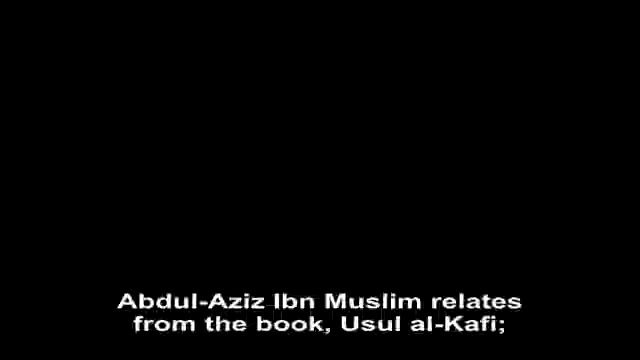 Abdul-Aziz Ibn Muslim relates
from the book, Usul al-Kafi;